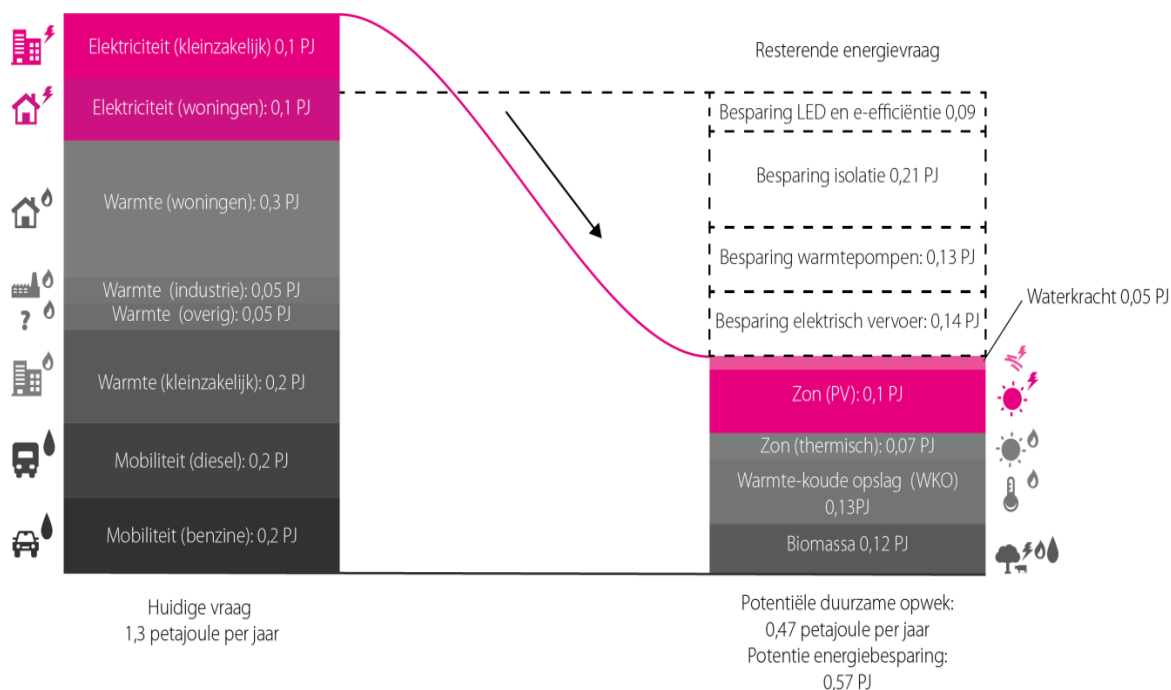 Elektriciteit (kleinzakelijk) 0,1 PJ
Elektriciteit (woningen): 0,1 PJ
Warmte (woningen): 0,3 PJ
Warmte (industrie): 0,05 PJ
?
Warmte (overig): 0,05 PJ
Warmte (kleinzakelijk): 0,2 PJ
Mobiliteit (diesel): 0,2 PJ
Mobiliteit (benzine): 0,2 PJ
Huidige vraag
1,3 petajoule per jaar
Resterende energievraag
Besparing LED en e-efficiëntie 0,09
Besparing isolatie 0,21 PJ
Besparing warmtepompen: 0,13 PJ
Besparing elektrisch vervoer: 0,14 PJ
Waterkracht 0,05 PJ
Zon (PV): 0,1 PJ
Zon (thermisch): 0,07 PJ
Warmte-koude opslag (WKO)
0,13PJ
Biomassa 0,12 PJ
Potentiële duurzame opwek:
0,47 petajoule per jaar
Potentie energiebesparing:
0,57 PJ